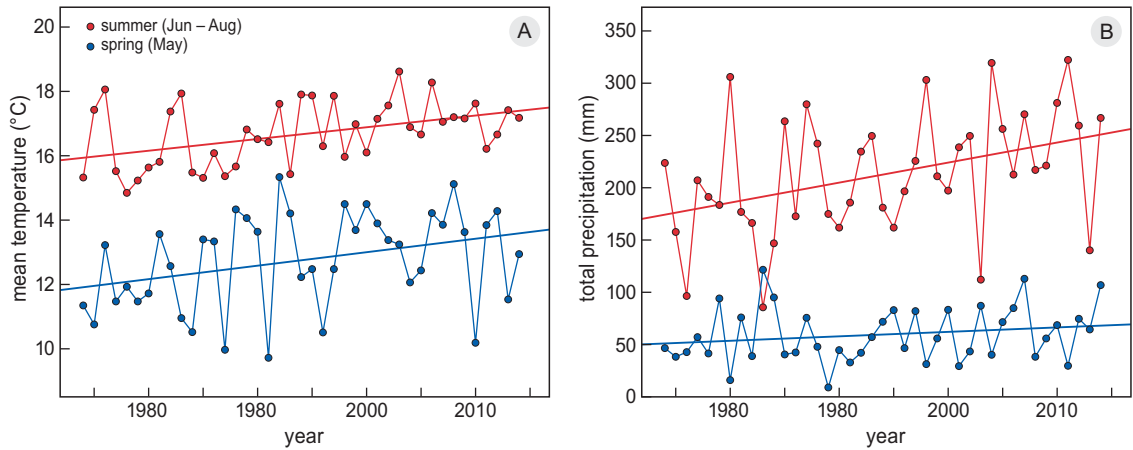 A
summer (Jun – Aug)
spring (May)
mean temperature (°C)
20
18
16
14
12
10
1980
1980
2000
2010
year
B
total precipitation (mm)
350
300
250
200
150
100
50
0
1980
1980
2000
2010
year